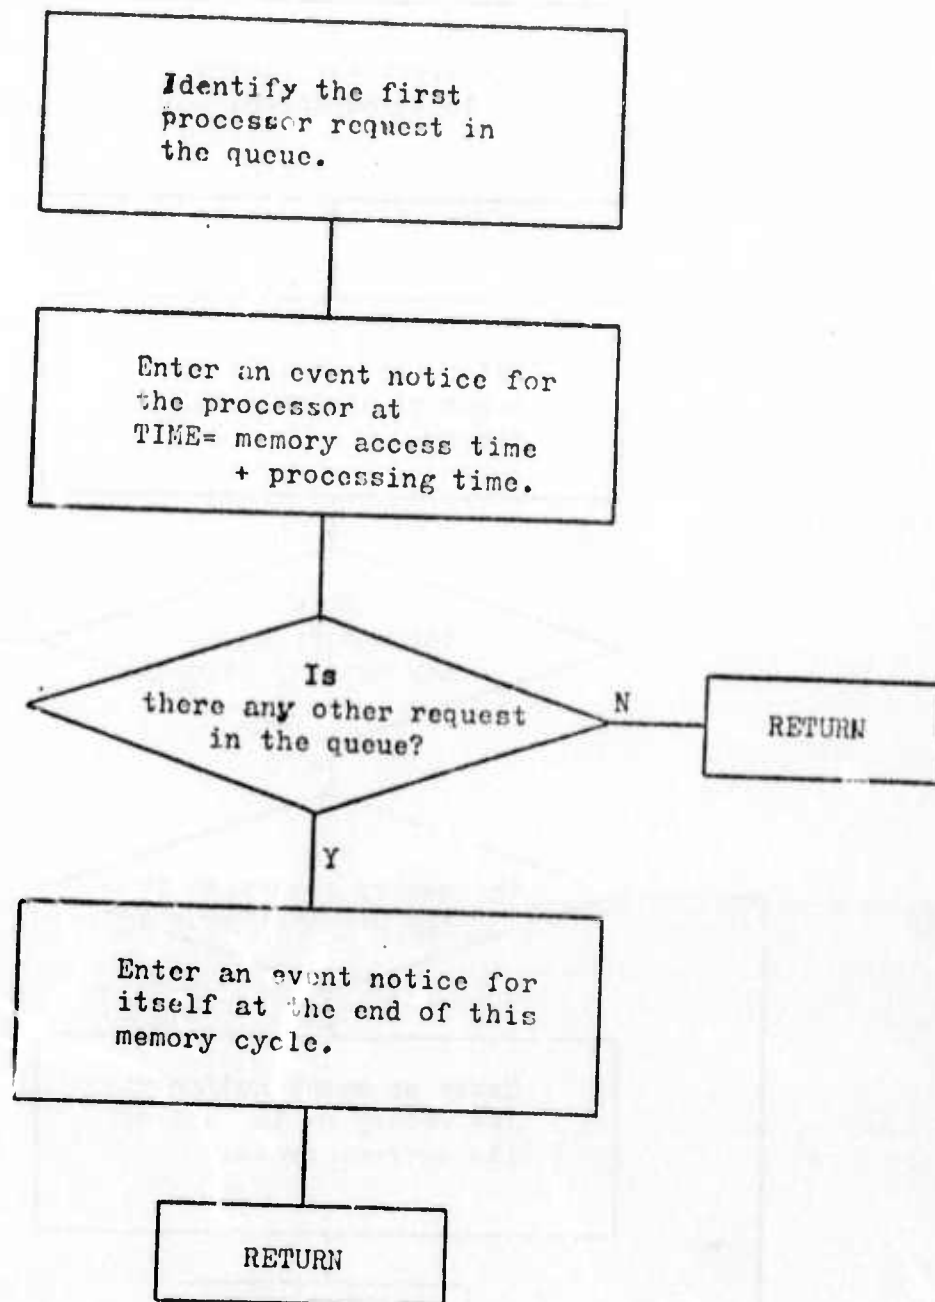 Identify the first
processor request in
the queue.
Enter an event notice for
the processor at
TIME= memory access time
+ processing time.
Is
there any other request
in the queue?
N
RETURN
Y
Enter an event notice for
itself at the end of this
memory cycle.
RETURN